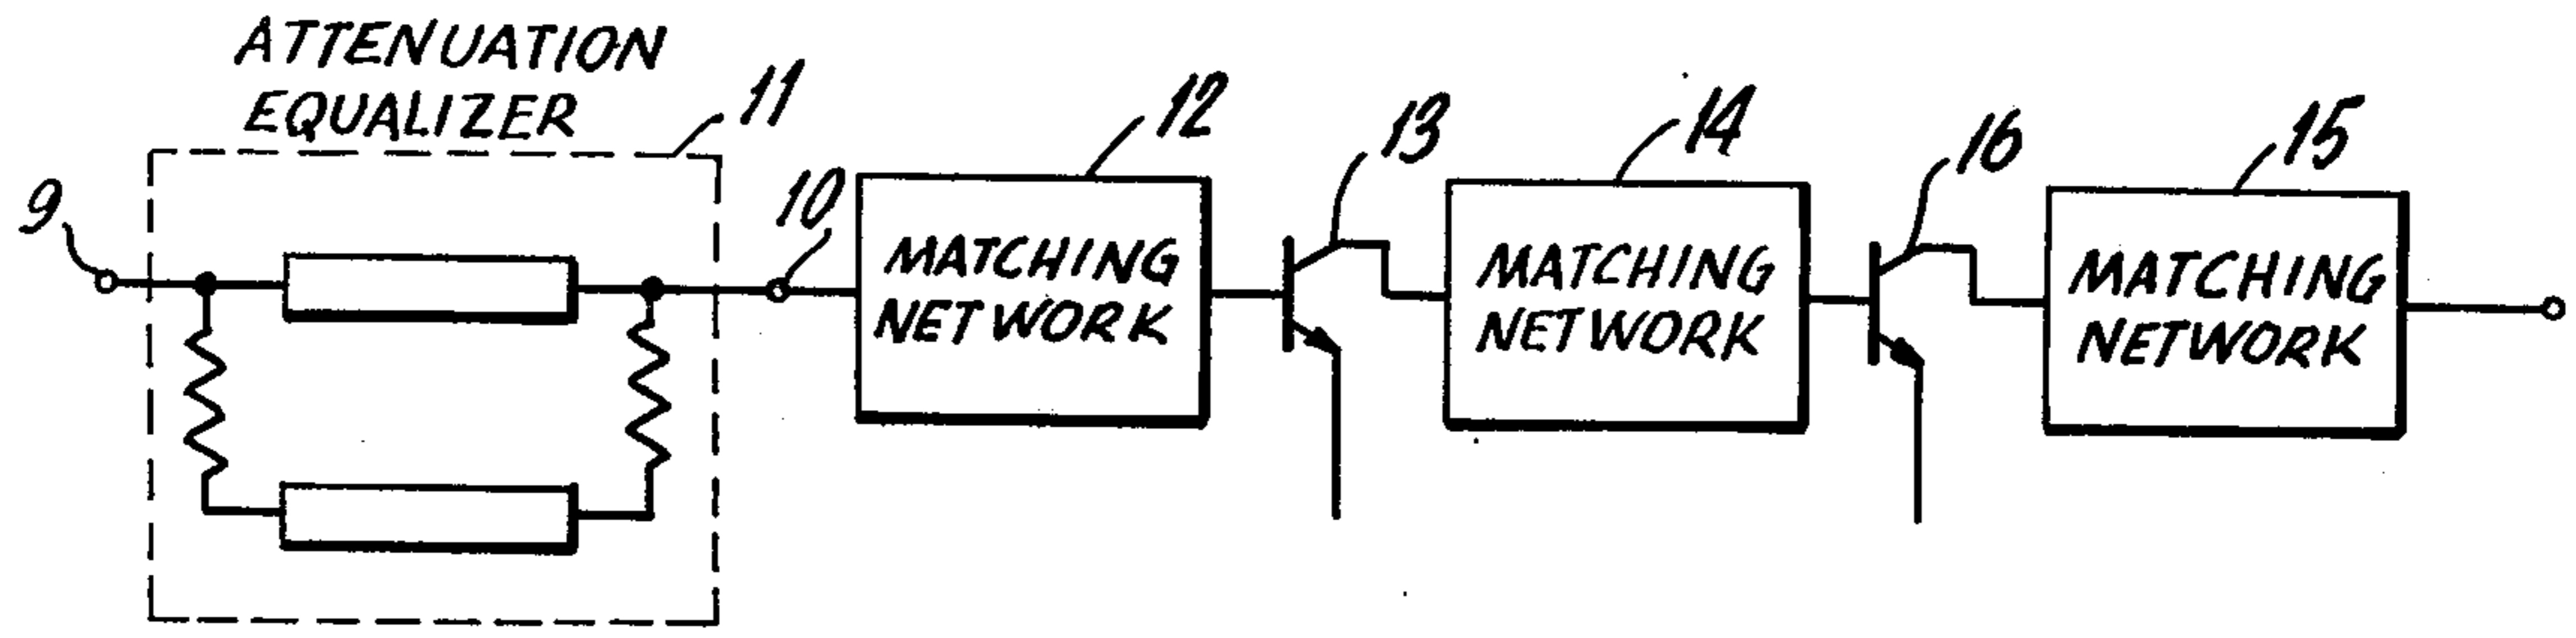 ATTENUATION
EQUALIZER
11
12
13
14
16
15
9
10
MATCHING
NETWORK
MATCHING
NETWORK
MATCHING
NETWORK